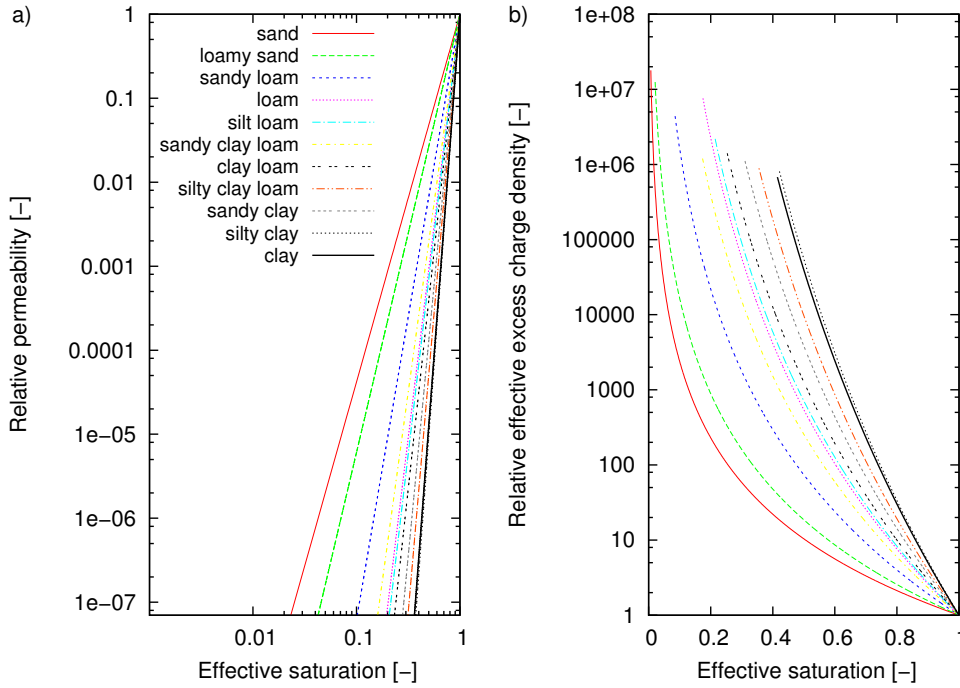 a)
Relative permeability [−]
1
0.1
0.01
0.001
0.0001
1e−05
1e−06
1e−07
sand
loamy sand
sandy loam
loam
silt loam
sandy clay loam
clay loam
silty clay loam
sandy clay
silty clay
clay
0.01
0.1
1
Effective saturation [−]
b)
Relative effective excess charge density [−]
1e+08
1e+07
1e+06
100000
10000
1000
100
10
1
0
0.2
0.4
0.6
0.8
1
Effective saturation [−]